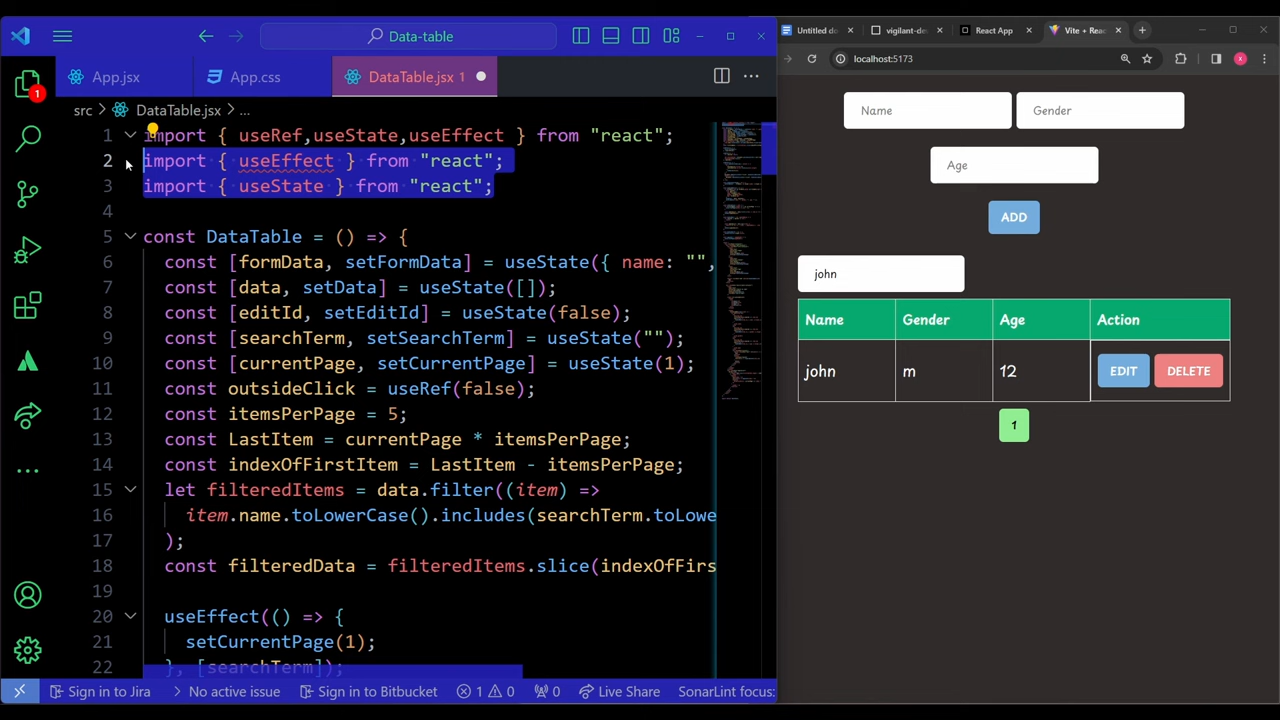 Data-table
App.jsx
App.css
DataTable.jsx 1
src > DataTable.jsx > ...
1 import { useRef,useState,useEffect } from "react";
2 import { useEffect } from "react";
3 import { useState } from "react";
4
5 const DataTable = () => {
6 const [formData, setFormData] = useState({ name: "",
7 const [data, setData] = useState([]);
8 const [editId, setEditId] = useState(false);
9 const [searchTerm, setSearchTerm] = useState("");
10 const [currentPage, setCurrentPage] = useState(1);
11 const outsideClick = useRef(false);
12 const itemsPerPage = 5;
13 const LastItem = currentPage * itemsPerPage;
14 const indexOfFirstItem = LastItem - itemsPerPage;
15 let filteredItems = data.filter((item) =>
16 item.name.toLowerCase().includes(searchTerm.toLowe
17 );
18 const filteredData = filteredItems.slice(indexOfFirs
19
20 useEffect(() => {
21 setCurrentPage(1);
22 }, [searchTerm]);
1
Sign in to Jira
No active issue
Sign in to Bitbucket
1 0
0
Live Share
SonarLint focus:
Untitled do
vigilant-de
React App
Vite + Reac
localhost:5173
X
Name Gender
Age
ADD
john
Name Gender Age Action
john m 12 EDIT DELETE
1